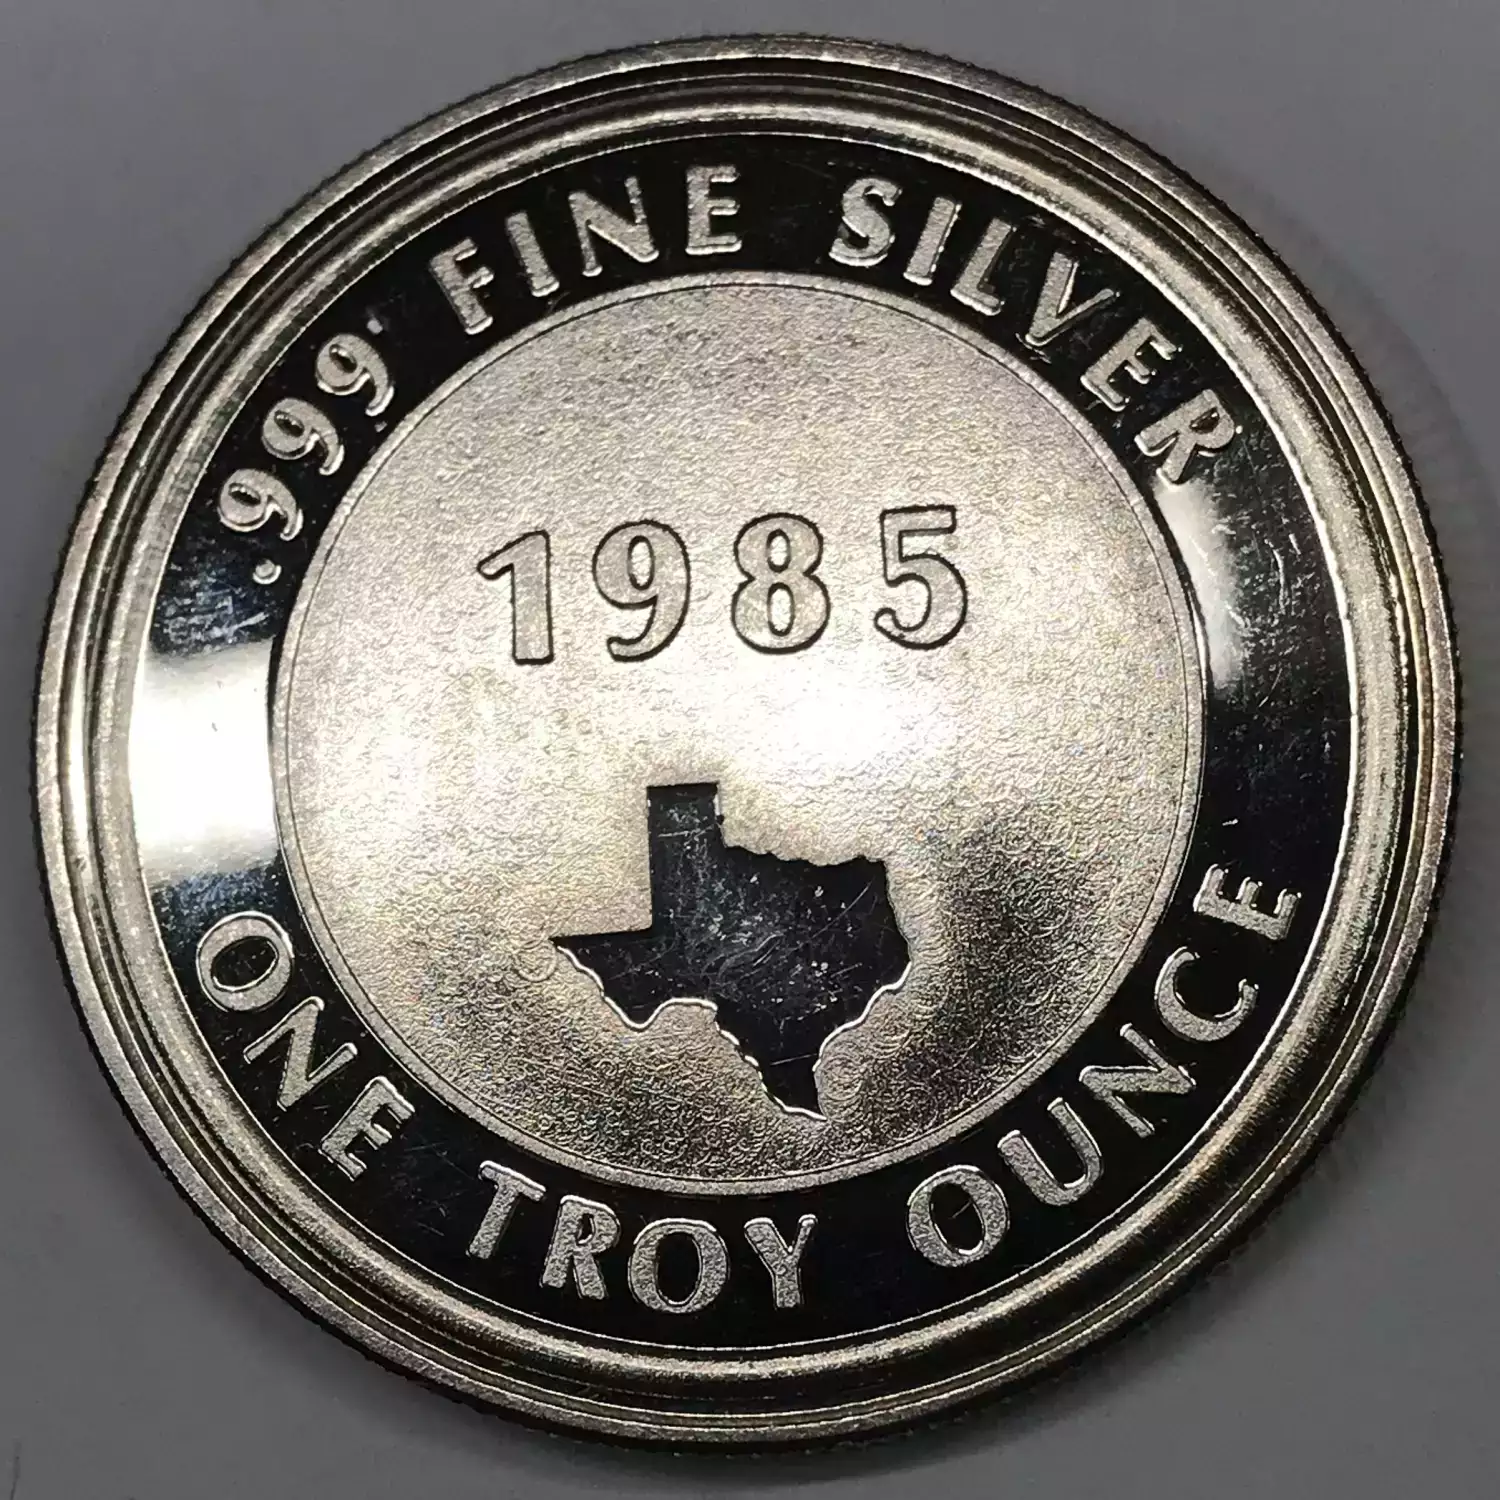 .999 FINE SILVER
1985
ONE TROY OUNCE